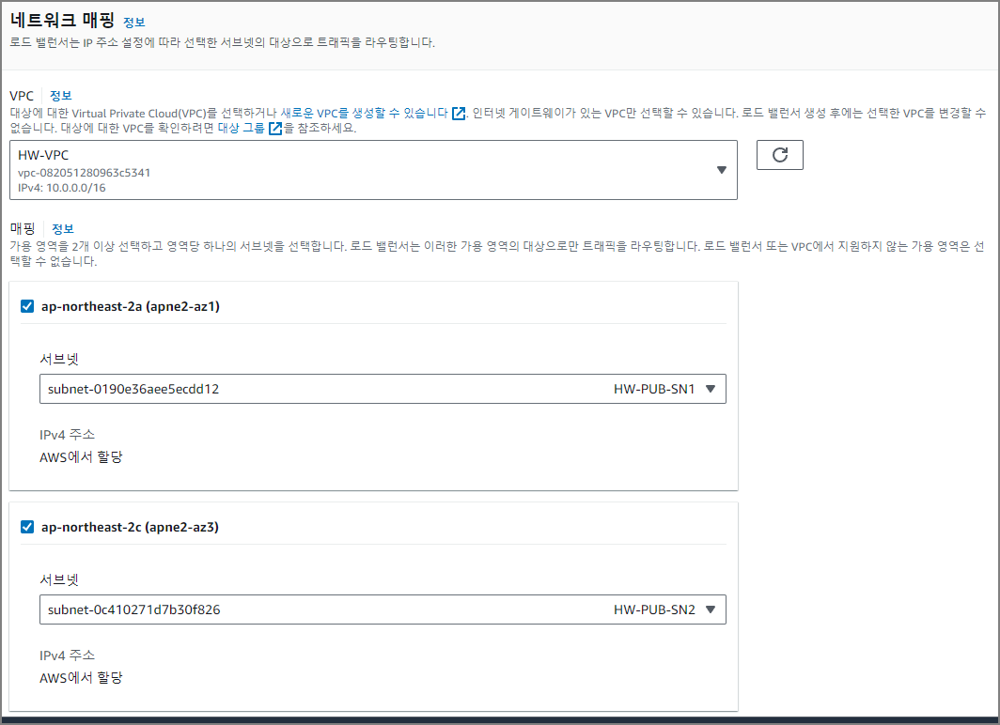 네트워크 매핑 정보
로드 밸런서는 IP 주소 설정에 따라 선택한 서브넷의 대상으로 트래픽을 라우팅합니다.
VPC 정보
대상에 대한 Virtual Private Cloud(VPC)를 선택하거나 새로운 VPC를 생성할 수 있습니다. 인터넷 게이트웨이가 있는 VPC만 선택할 수 있습니다. 로드 밸런서 생성 후에는 선택한 VPC를 변경할 수
없습니다. 대상에 대한 VPC를 확인하려면 대상 그룹을 참조하세요.
HW-VPC
vpc-082051280963c5341
IPv4: 10.0.0.0/16
매핑 정보
가용 영역을 2개 이상 선택하고 영역당 하나의 서브넷을 선택합니다. 로드 밸런서는 이러한 가용 영역의 대상으로만 트래픽을 라우팅합니다. 로드 밸런서 또는 VPC에서 지원하지 않는 가용 영역은 선
택할 수 없습니다.
ap-northeast-2a (apne2-az1)
서브넷
subnet-0190e36aee5ecdd12 HW-PUB-SN1
IPv4 주소
AWS에서 할당
ap-northeast-2c (apne2-az3)
서브넷
subnet-0c410271d7b30f826 HW-PUB-SN2
IPv4 주소
AWS에서 할당